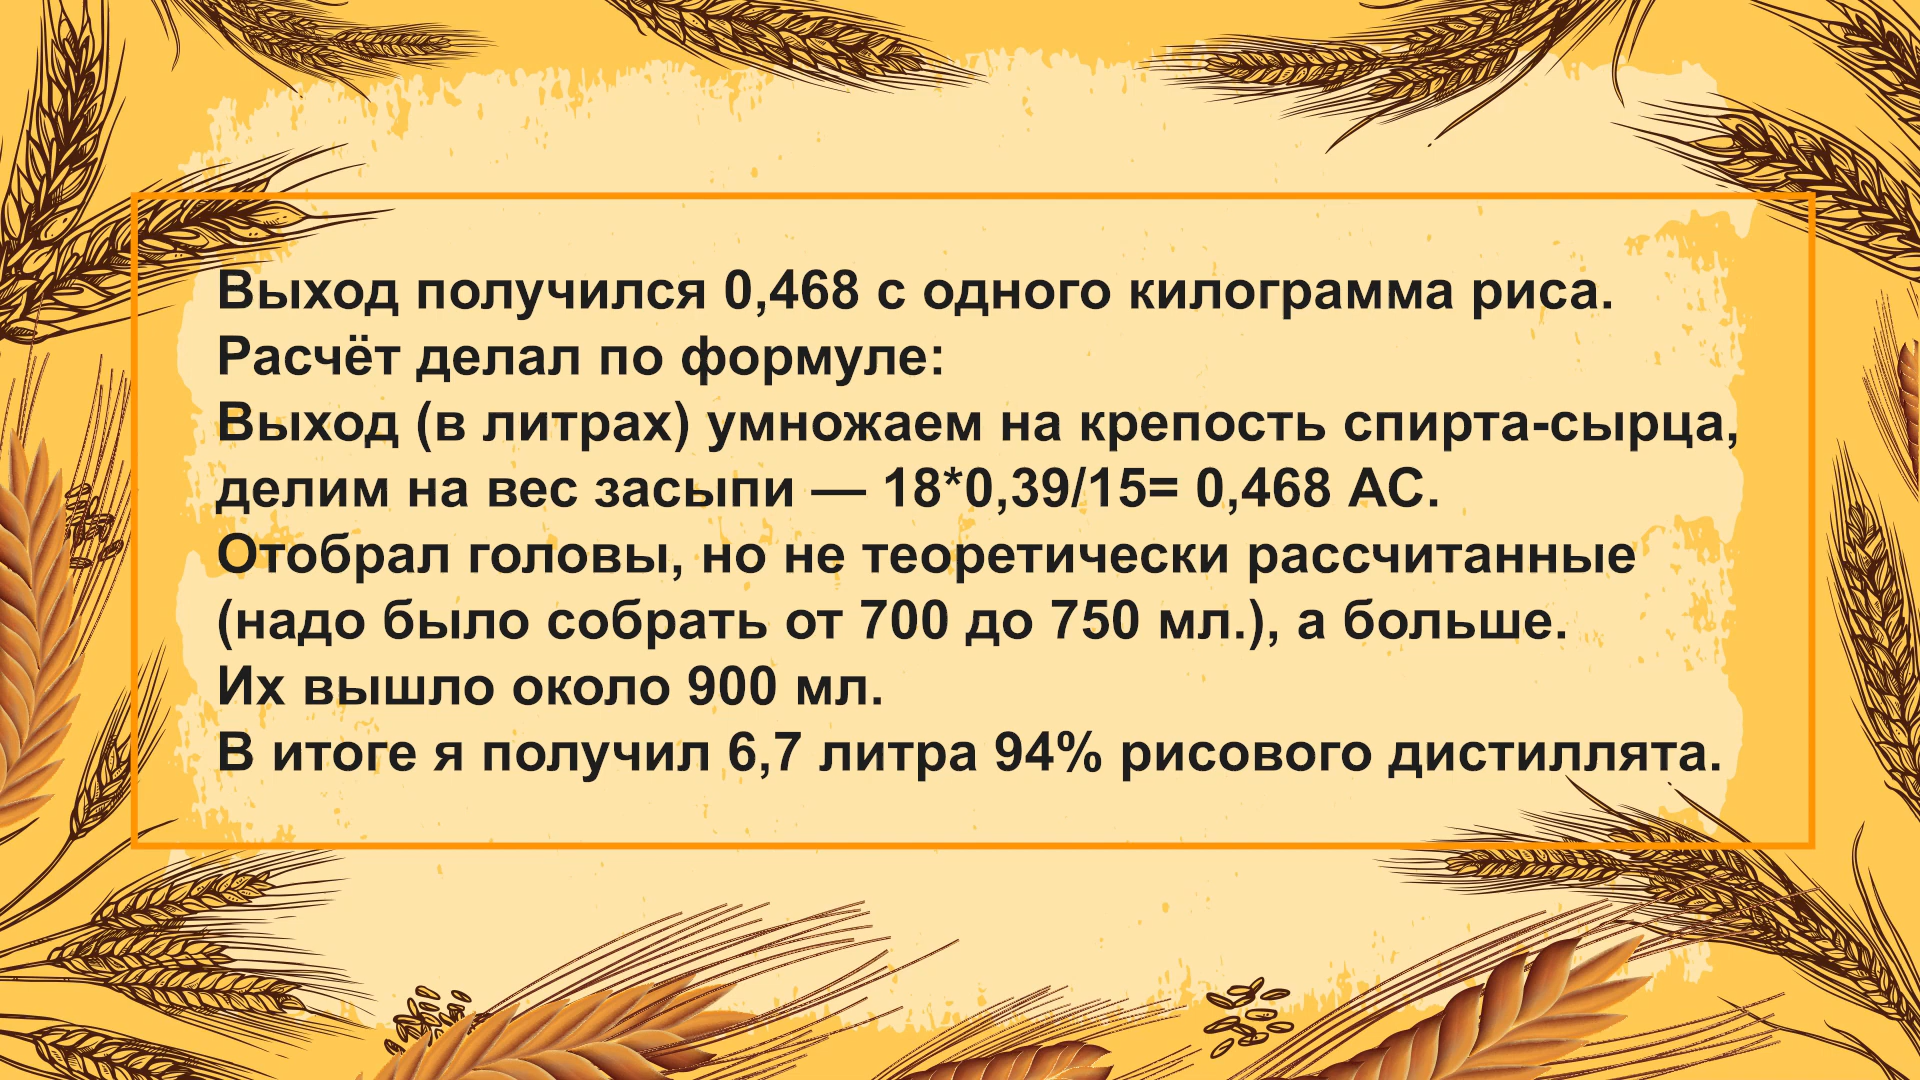 Выход получился 0,468 с одного килограмма риса.
Расчёт делал по формуле:
Выход (в литрах) умножаем на крепость спирта-сырца,
делим на вес засыпи — 18*0,39/15= 0,468 АС.
Отобрал головы, но не теоретически рассчитанные
(надо было собрать от 700 до 750 мл.), а больше.
Их вышло около 900 мл.
В итоге я получил 6,7 литра 94% рисового дистиллята.